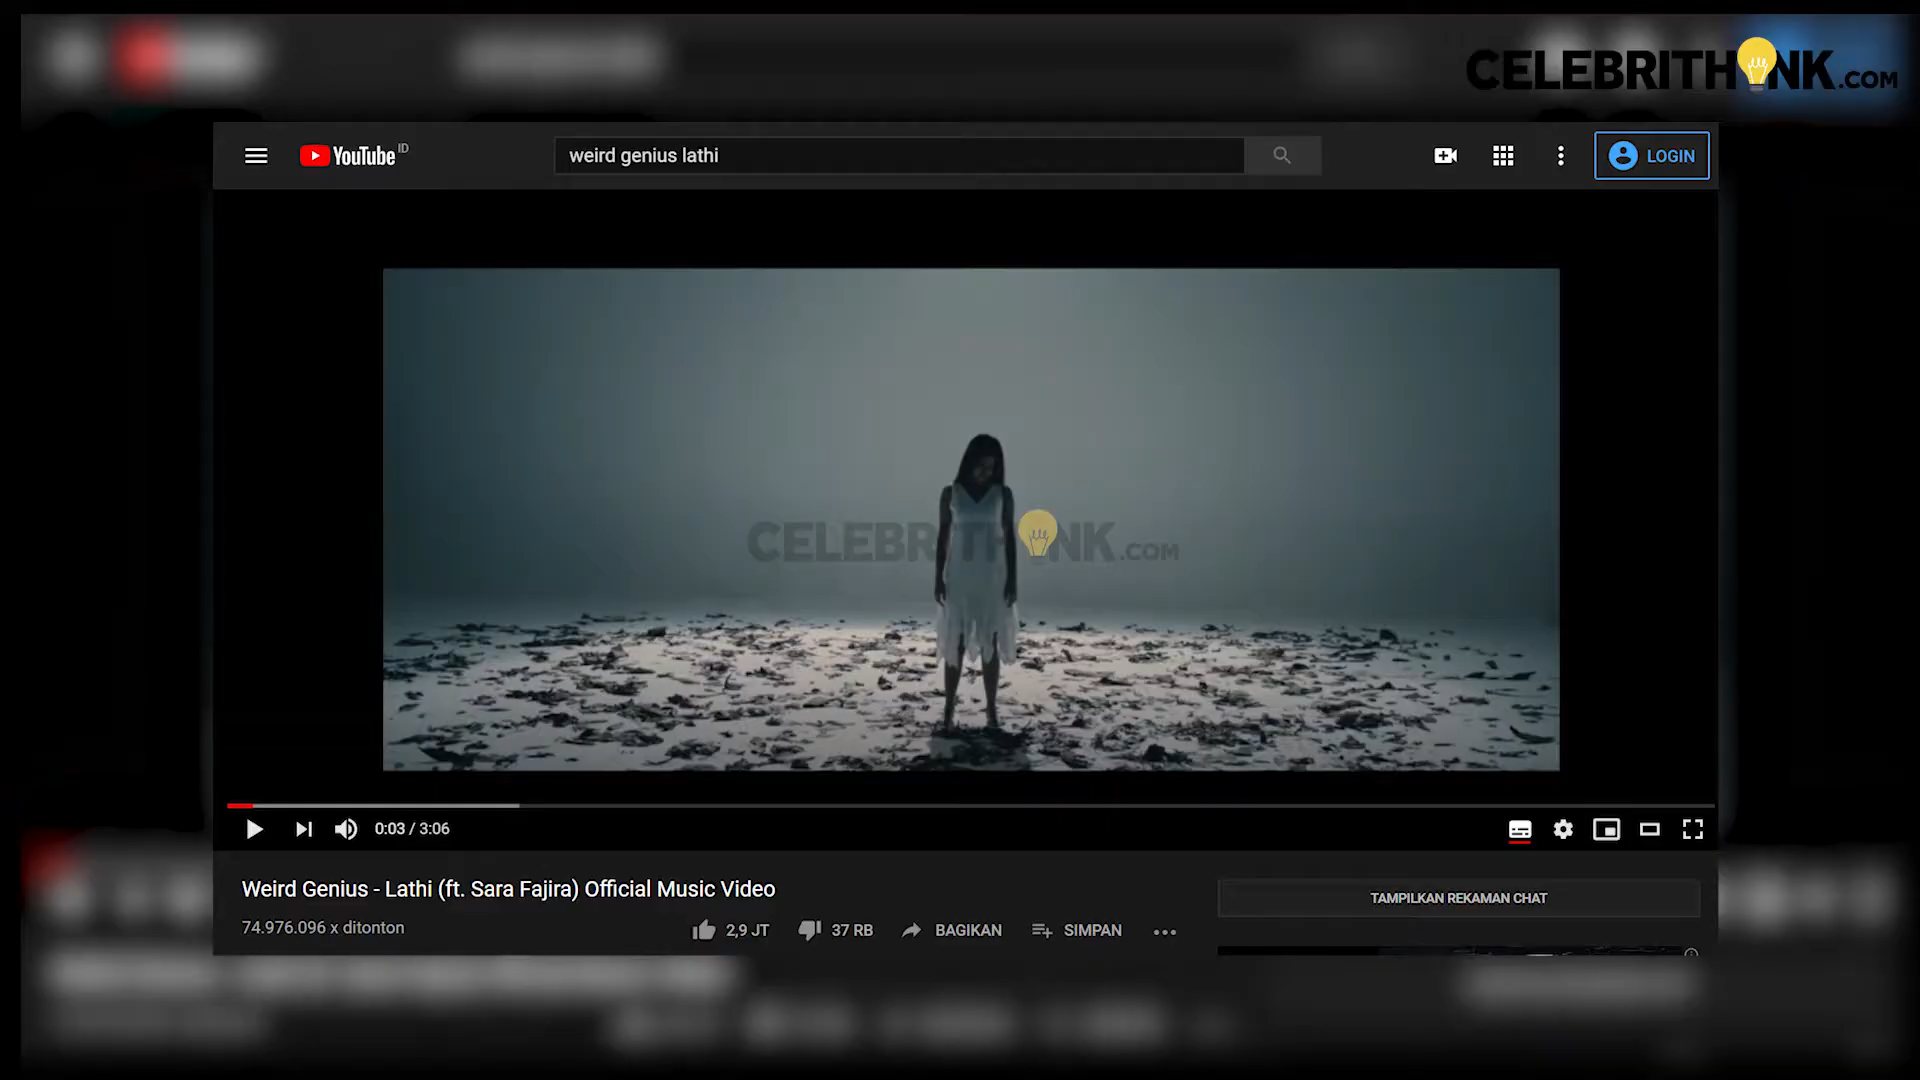 CELEBRITHINK.COM
YouTube ID
weird genius lathi
LOGIN
CELEBRITHINK.COM
0:03 / 3:06
Weird Genius - Lathi (ft. Sara Fajira) Official Music Video
74.976.096 x ditonton
2,9 JT
37 RB
BAGIKAN
SIMPAN
TAMPILKAN REKAMAN CHAT